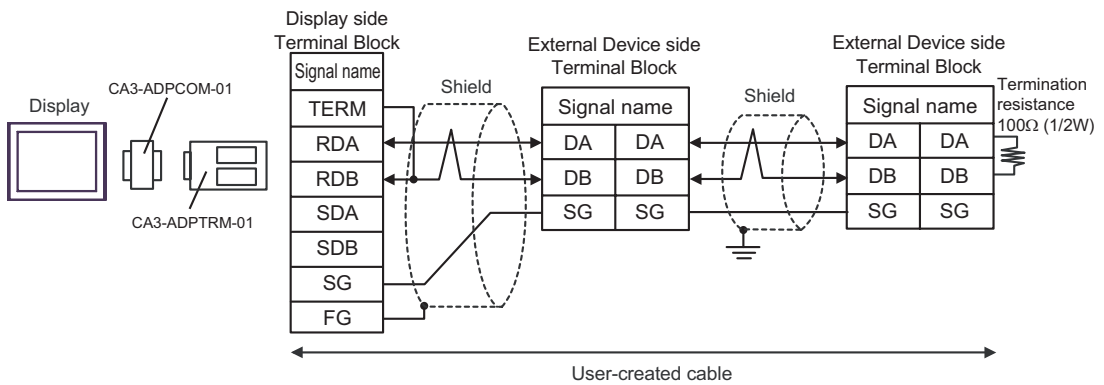 Display side
Terminal Block
External Device side
Terminal Block
External Device side
Terminal Block
Signal name
Shield
Shield
Termination
resistance
100Ω (1/2W)
CA3-ADPCOM-01
Display
CA3-ADPTRM-01
TERM
RDA
RDB
SDA
SDB
SG
FG
Signal name
DA DA
DB DB
SG SG
Signal name
DA DA
DB DB
SG SG
User-created cable